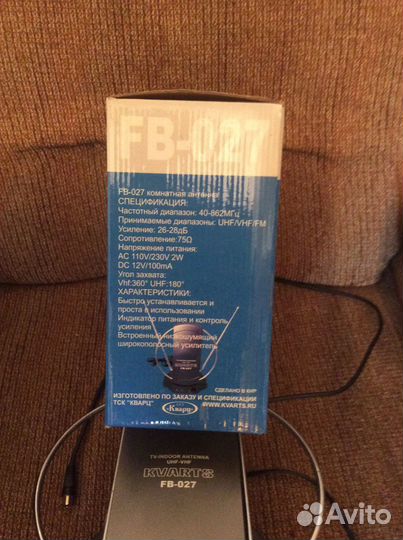 FB-027
FB-027 комнатная антенна
СПЕЦИФИКАЦИЯ:
Частотный диапазон: 40-862МГц
Принимаемые диапазоны: UHF/VHF/FM
Усиление: 26-28дБ
Сопротивление:75Ω
Напряжение питания:
AC 110V/230V 2W
DC 12V/100mA
Угол захвата:
Vhf:360° UHF:180°
ХАРАКТЕРИСТИКИ:
Быстро устанавливается и
проста в использовании
Индикатор питания и контроль
усиления
Встроенный низкошумящий
широкополосный усилитель
СДЕЛАНО В КНР
ИЗГОТОВЛЕНО ПО ЗАКАЗУ И СПЕЦИФИКАЦИИ
ТСК "КВАРЦ"
Кварц
WWW.KVARTS.RU
TV-INDOOR ANTENNA
UHF-VHF
KVARTS
FB-027
Avito